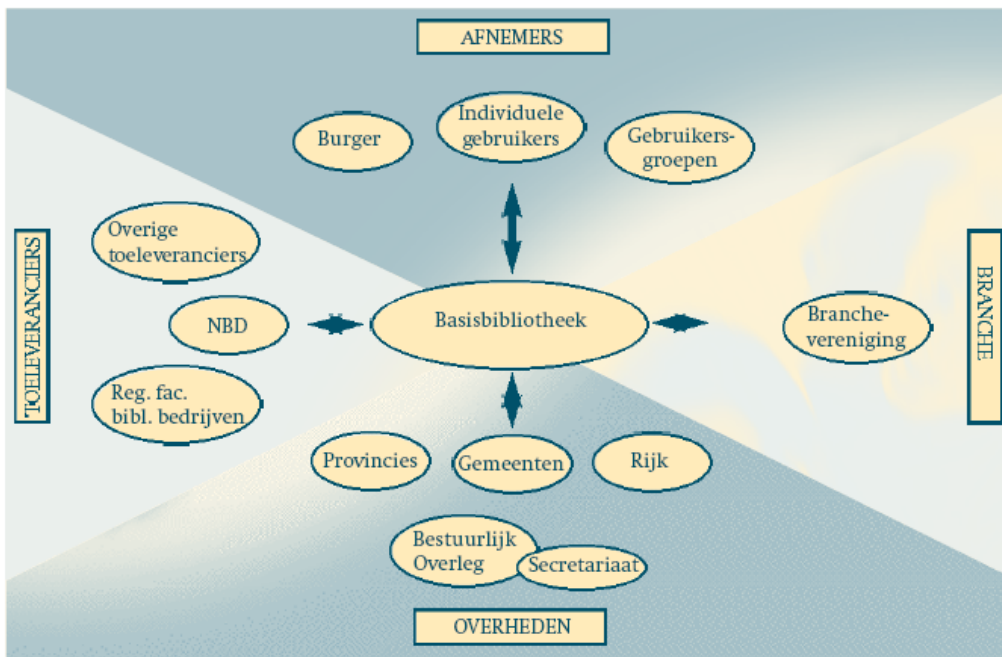 AFNEMERS
Burger
Individuele
gebruikers
Gebruikers-
groepen
TOELEVERANCIERS
Overige
toeleveranciers
NBD
Reg. fac.
bibl. bedrijven
Basisbibliotheek
Branche-
vereniging
BRANCHE
Provincies
Gemeenten
Rijk
Bestuurlijk
Overleg
Secretariaat
OVERHEDEN